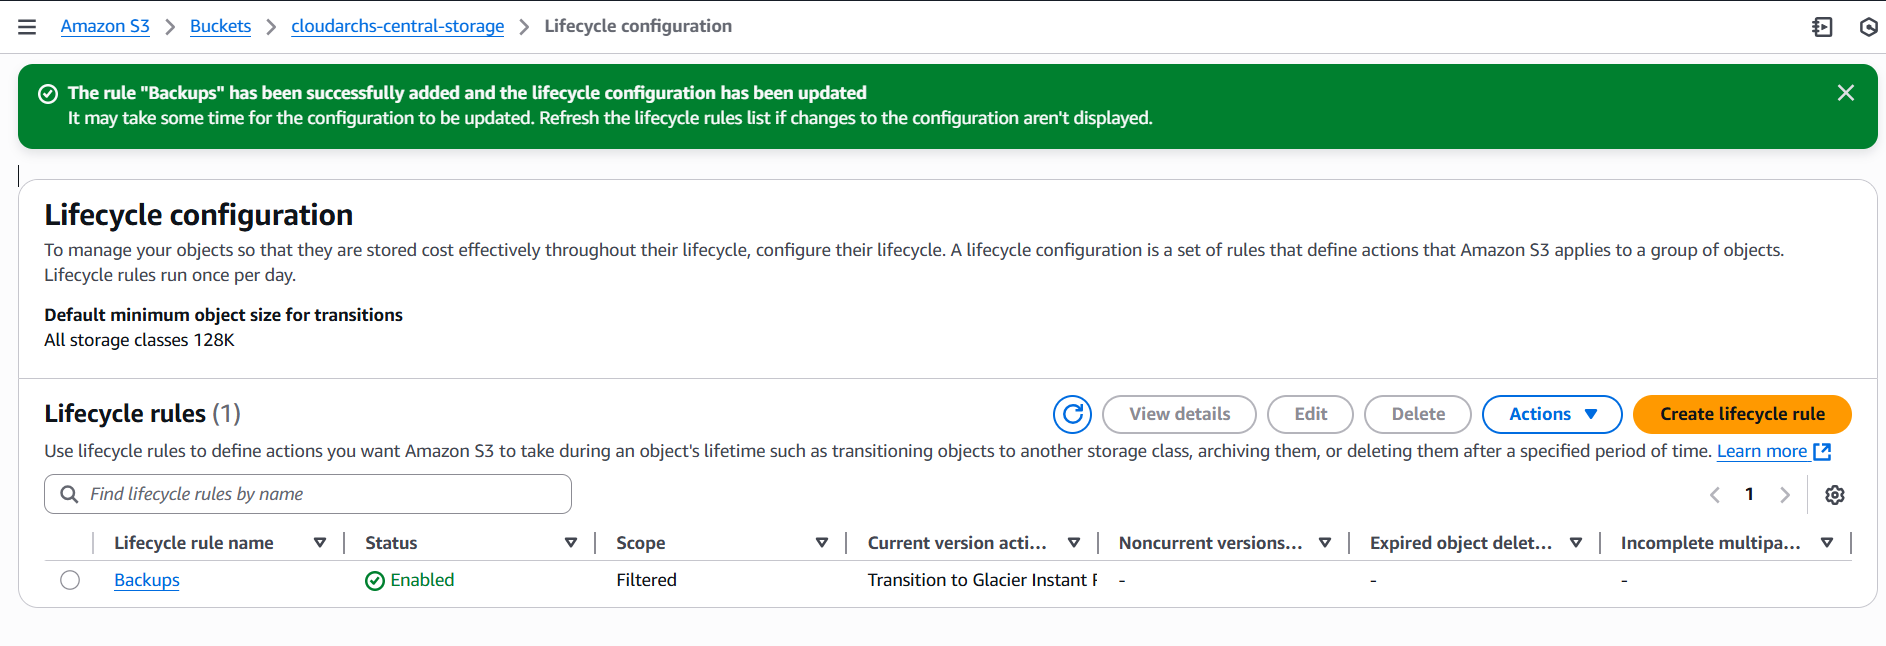 Amazon S3 > Buckets > cloudarchs-central-storage > Lifecycle configuration
The rule "Backups" has been successfully added and the lifecycle configuration has been updated
It may take some time for the configuration to be updated. Refresh the lifecycle rules list if changes to the configuration aren't displayed.
Lifecycle configuration
To manage your objects so that they are stored cost effectively throughout their lifecycle, configure their lifecycle. A lifecycle configuration is a set of rules that define actions that Amazon S3 applies to a group of objects.
Lifecycle rules run once per day.
Default minimum object size for transitions
All storage classes 128K
Lifecycle rules (1) View details Edit Delete Actions Create lifecycle rule
Use lifecycle rules to define actions you want Amazon S3 to take during an object's lifetime such as transitioning objects to another storage class, archiving them, or deleting them after a specified period of time. Learn more
Find lifecycle rules by name < 1 >
Lifecycle rule name Status Scope Current version acti... Noncurrent versions... Expired object delet... Incomplete multipa...
Backups Enabled Filtered Transition to Glacier Instant - - -